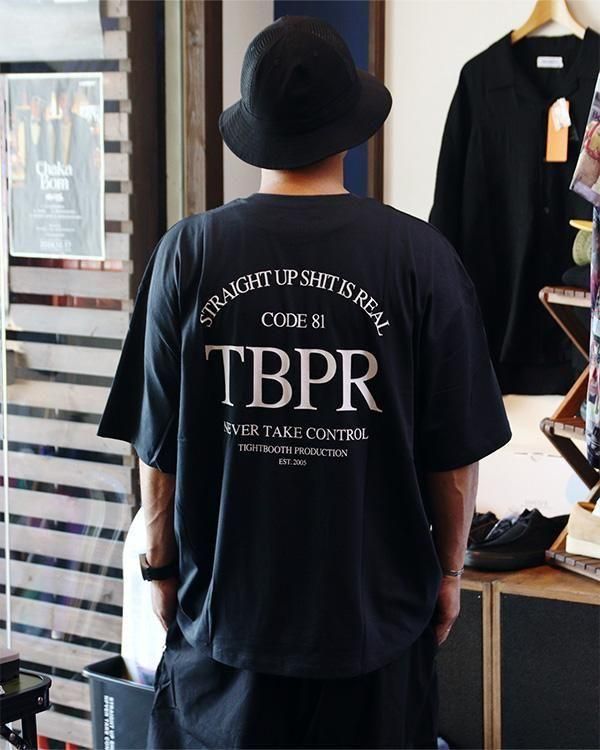 Chaka
Bom
STRAIGHT UP SHIT IS REAL
CODE 81
TBPR
NEVER TAKE CONTROL
TIGHTBOOTH PRODUCTION
EST. 2005